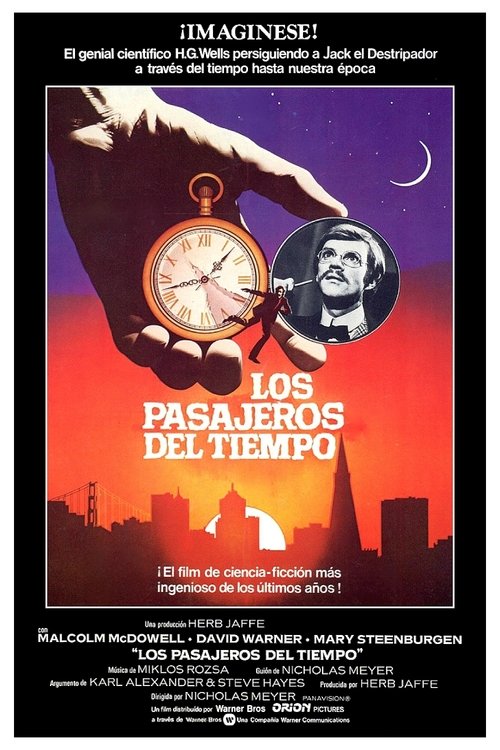 ¡IMAGINESE!
El genial científico H.G.Wells persiguiendo a Jack el Destripador
a través del tiempo hasta nuestra época
LOS
PASAJEROS
DEL TIEMPO
¡El film de ciencia-ficción más
ingenioso de los últimos años!
Una producción HERB JAFFE
con
MALCOLM McDOWELL · DAVID WARNER · MARY STEENBURGEN
"LOS PASAJEROS DEL TIEMPO"
Música de MIKLOS ROZSA Guión de NICHOLAS MEYER
Argumento de KARL ALEXANDER & STEVE HAYES Producida por HERB JAFFE
Dirigida por NICHOLAS MEYER PANAVISION®
Un film distribuido por Warner Bros ORION PICTURES
a través de Warner Bros Una Compañía Warner Communications